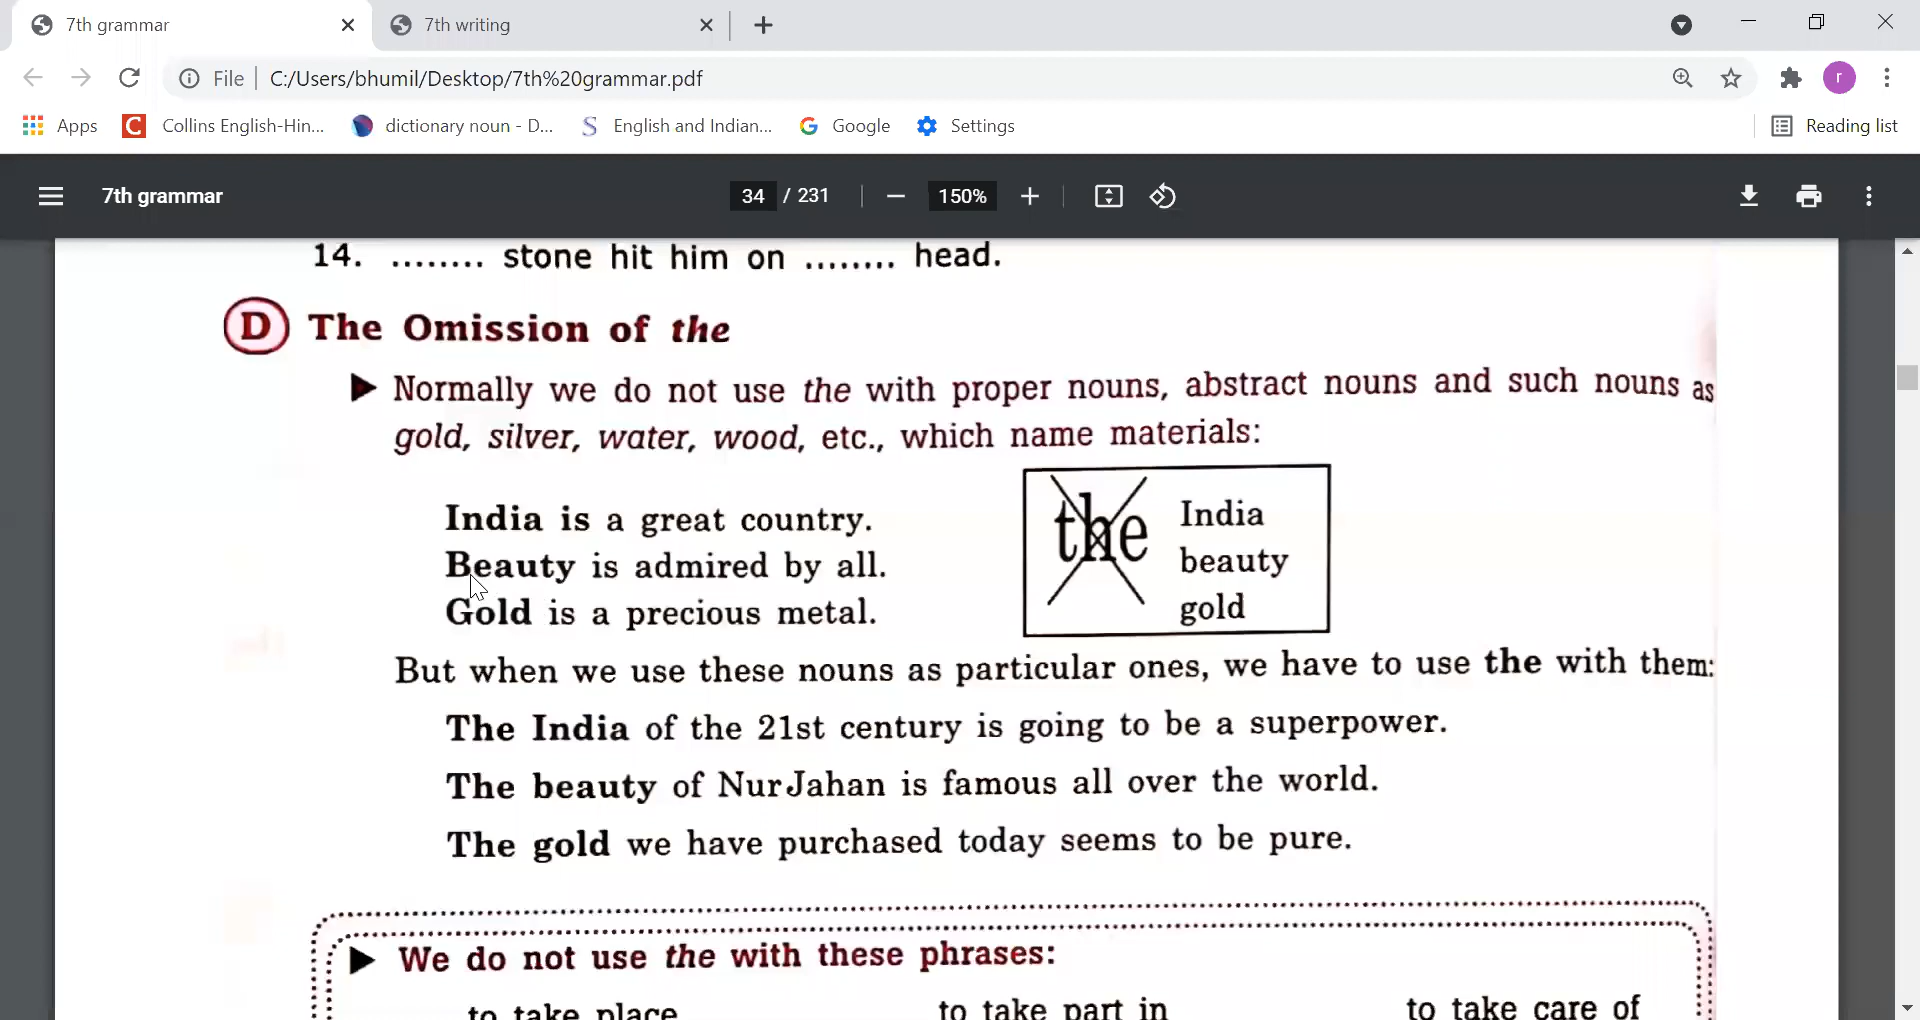 7th grammar
7th writing
File
C:/Users/bhumil/Desktop/7th%20grammar.pdf
r
Apps
Collins English-Hin...
dictionary noun - D...
English and Indian...
Google
Settings
Reading list
7th grammar
34 / 231
150%
14. ........ stone hit him on ........ head.
D The Omission of the
► Normally we do not use the with proper nouns, abstract nouns and such nouns as
gold, silver, water, wood, etc., which name materials:
India is a great country.
Beauty is admired by all.
Gold is a precious metal.
the
India
beauty
gold
But when we use these nouns as particular ones, we have to use the with them:
The India of the 21st century is going to be a superpower.
The beauty of NurJahan is famous all over the world.
The gold we have purchased today seems to be pure.
► We do not use the with these phrases:
to take place to take part in to take care of